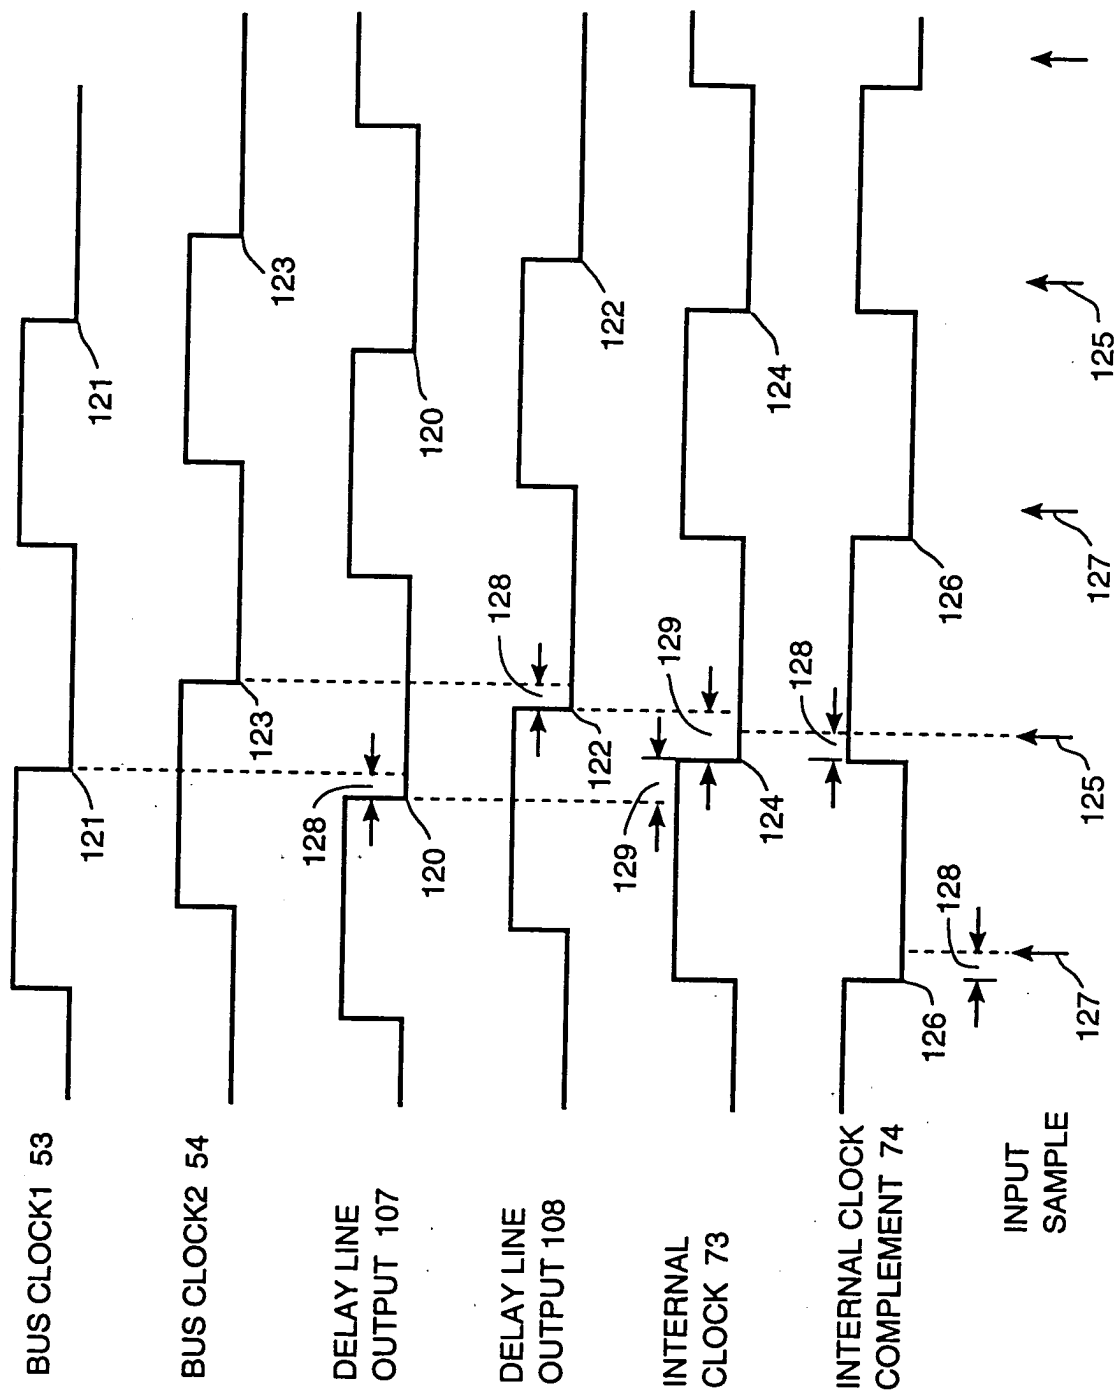 BUS CLOCK1 53
121
121
BUS CLOCK2 54
123
123
DELAY LINE
OUTPUT 107
128
120
120
DELAY LINE
OUTPUT 108
122
128
122
INTERNAL
CLOCK 73
129
124
129
124
INTERNAL CLOCK
COMPLEMENT 74
126
128
126
INPUT
SAMPLE
128
127
125
127
125